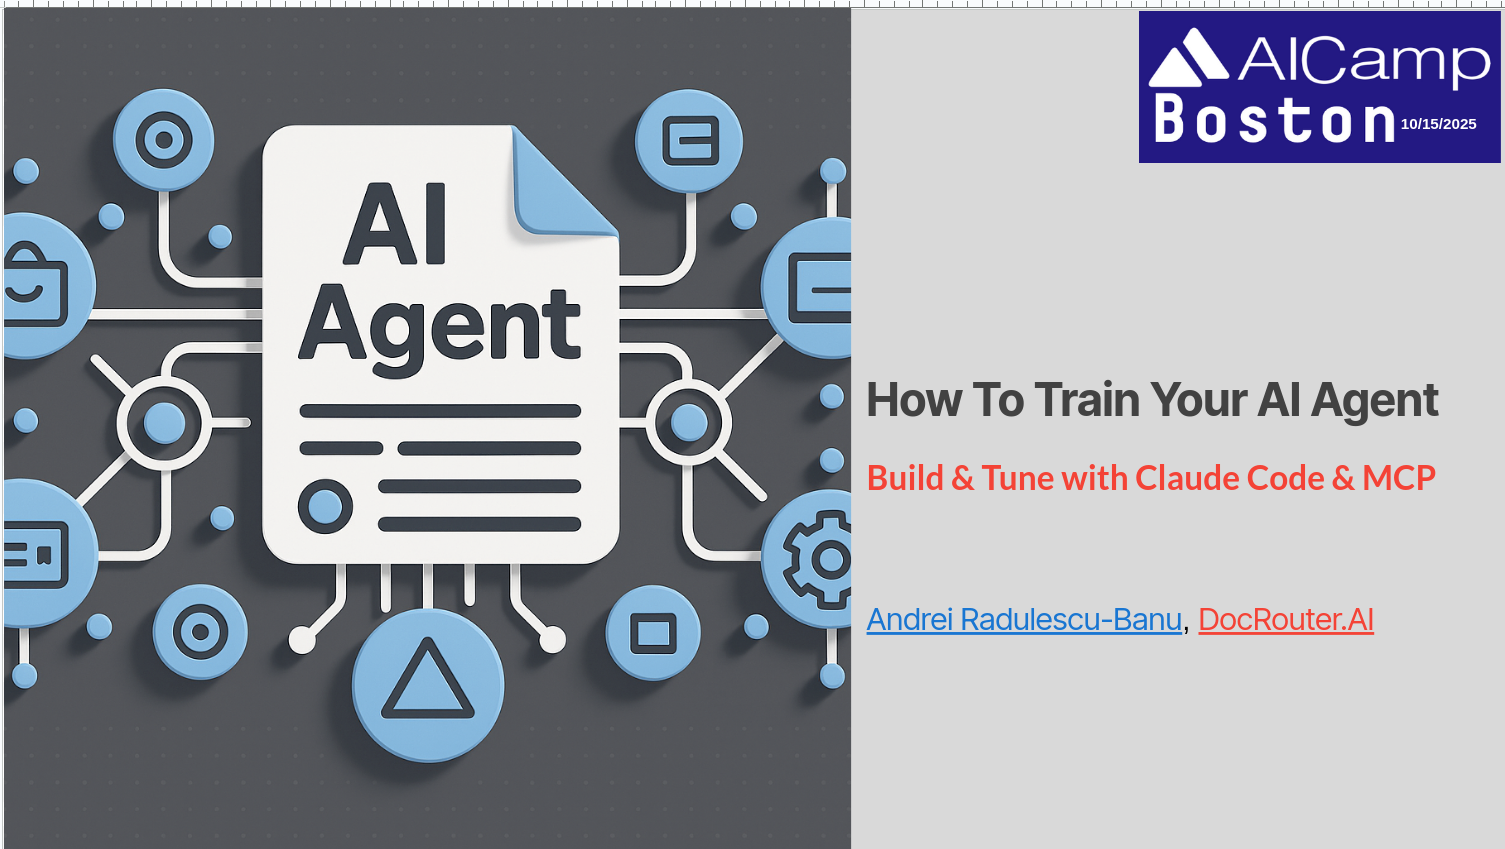 AICamp
Boston 10/15/2025
AI
Agent
How To Train Your AI Agent
Build & Tune with Claude Code & MCP
Andrei Radulescu-Banu, DocRouter.AI